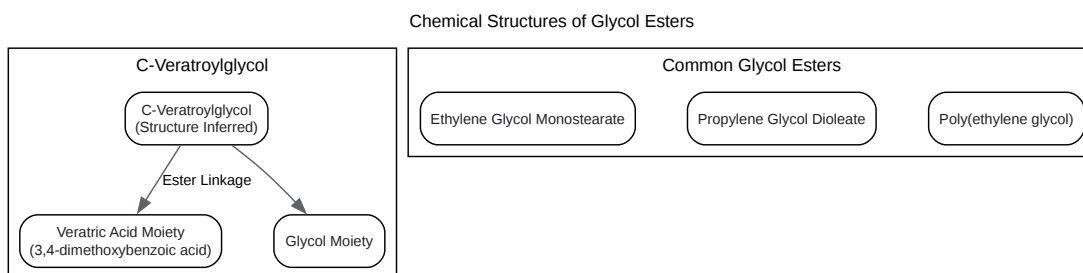 Chemical Structures of Glycol Esters
C-Veratroylglycol
C-Veratroylglycol
(Structure Inferred)
Ester Linkage
Veratric Acid Moiety
(3,4-dimethoxybenzoic acid)
Glycol Moiety
Common Glycol Esters
Ethylene Glycol Monostearate
Propylene Glycol Dioleate
Poly(ethylene glycol)